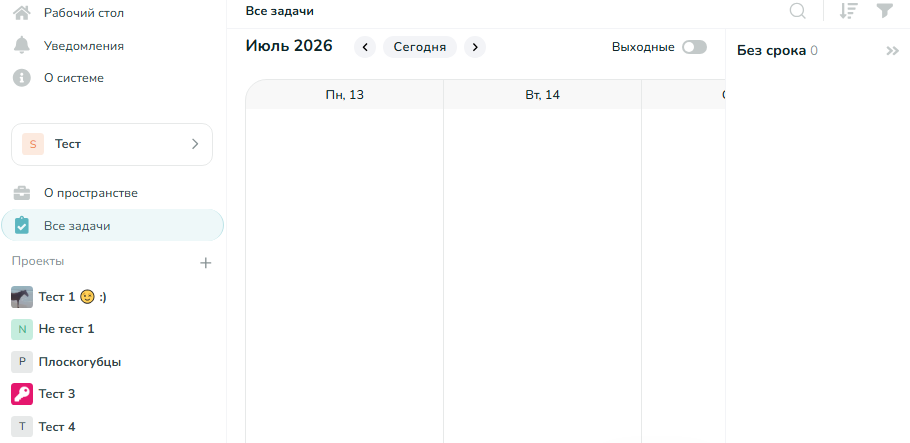 Рабочий стол
Уведомления
О системе
S Тест
О пространстве
Все задачи
Проекты
Тест 1 😉 :)
N Не тест 1
P Плоскогубцы
Тест 3
T Тест 4
Все задачи
Июль 2026 Сегодня Выходные
Пн, 13 Вт, 14
Без срока 0